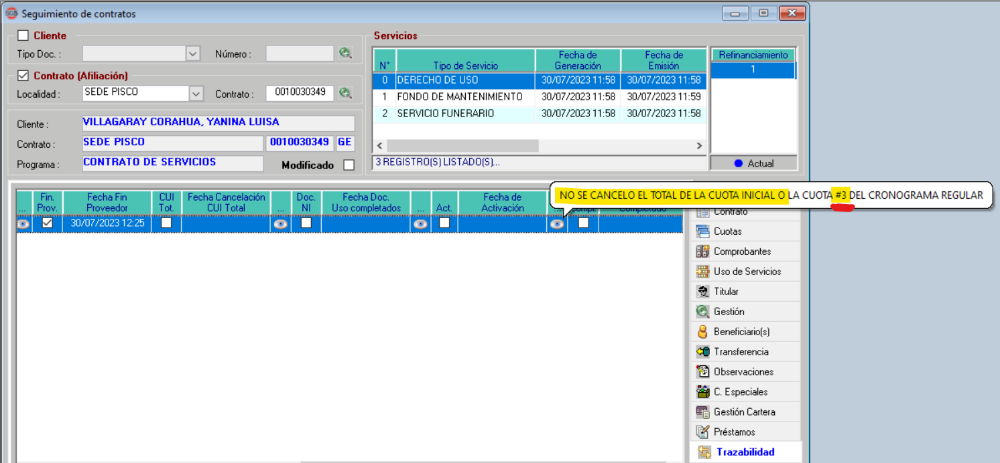 SG5 Seguimiento de contratos
Cliente
Tipo Doc. :
Número :
Contrato (Afiliación)
Localidad :
SEDE PISCO
Contrato :
0010030349
Cliente :
VILLAGARAY CORAHUA, YANINA LUISA
Contrato :
SEDE PISCO
0010030349
GE
Programa :
CONTRATO DE SERVICIOS
Modificado
Servicios
N° Tipo de Servicio Fecha de Generación Fecha de Emisión
0 DERECHO DE USO 30/07/2023 11:58 30/07/2023 11:58
1 FONDO DE MANTENIMIENTO 30/07/2023 11:58 30/07/2023 11:59
2 SERVICIO FUNERARIO 30/07/2023 11:58 30/07/2023 11:58
3 REGISTRO(S) LISTADO(S)...
Refinanciamiento
1
Actual
NO SE CANCELO EL TOTAL DE LA CUOTA INICIAL O LA CUOTA #3 DEL CRONOGRAMA REGULAR
... Fin. Prov. Fecha Fin Proveedor CUI Tot. Fecha Cancelación CUI Total ... Doc. NI Fecha Doc. Uso completados ... Act. Fecha de Activación ... Compl. Completado
30/07/2023 12:25
Contrato
Cuotas
Comprobantes
Uso de Servicios
Titular
Gestión
Beneficiario(s)
Transferencia
Observaciones
C. Especiales
Gestión Cartera
Préstamos
Trazabilidad